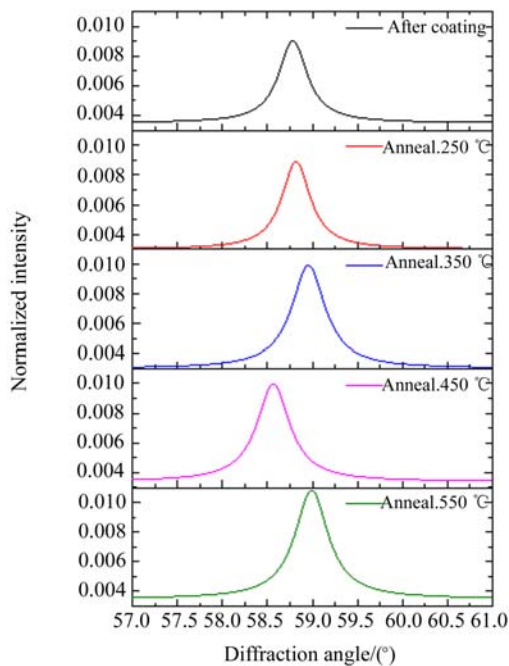 Normalized intensity
0.010
0.008
0.006
0.004
After coating
0.010
0.008
0.006
0.004
Anneal.250 ℃
0.010
0.008
0.006
0.004
Anneal.350 ℃
0.010
0.008
0.006
0.004
Anneal.450 ℃
0.010
0.008
0.006
0.004
Anneal.550 ℃
57.0 57.5 58.0 58.5 59.0 59.5 60.0 60.5 61.0
Diffraction angle/(°)